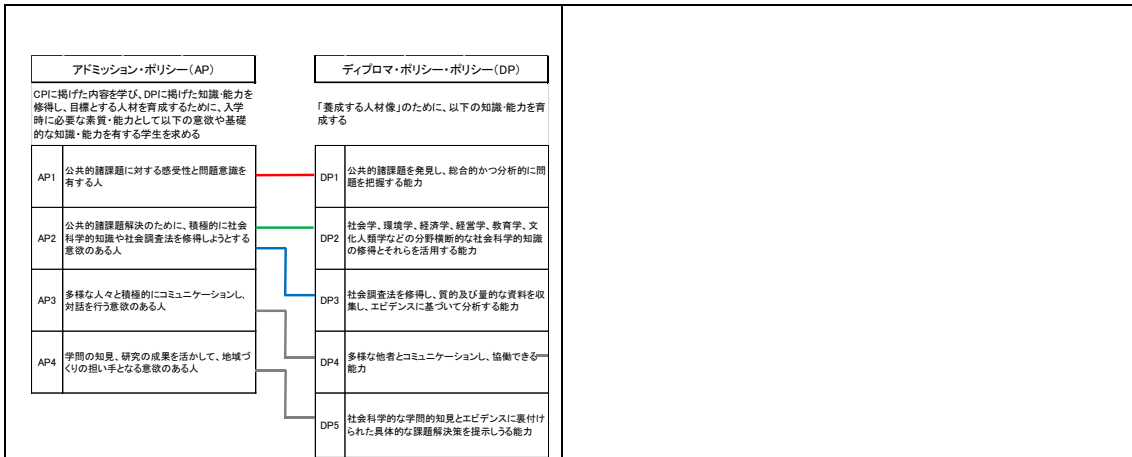 アドミッション・ポリシー(AP)
CPに掲げた内容を学び、DPに掲げた知識・能力を
修得し、目標とする人材を育成するために、入学
時に必要な素質・能力として以下の意欲や基礎
的な知識・能力を有する学生を求める
AP1
公共的諸課題に対する感受性と問題意識を
有する人
AP2
公共的諸課題解決のために、積極的に社会
科学的知識や社会調査法を修得しようとする
意欲のある人
AP3
多様な人々と積極的にコミュニケーションし、
対話を行う意欲のある人
AP4
学問の知見、研究の成果を活かして、地域づ
くりの担い手となる意欲のある人
ディプロマ・ポリシー・ポリシー(DP)
「養成する人材像」のために、以下の知識・能力を育
成する
DP1
公共的諸課題を発見し、総合的かつ分析的に問
題を把握する能力
DP2
社会学、環境学、経済学、経営学、教育学、文
化人類学などの分野横断的な社会科学的知識
の修得とそれらを活用する能力
DP3
社会調査法を修得し、質的及び量的な資料を収
集し、エビデンスに基づいて分析する能力
DP4
多様な他者とコミュニケーションし、協働できる
能力
DP5
社会科学的な学問的知見とエビデンスに裏付け
られた具体的な課題解決策を提示しうる能力